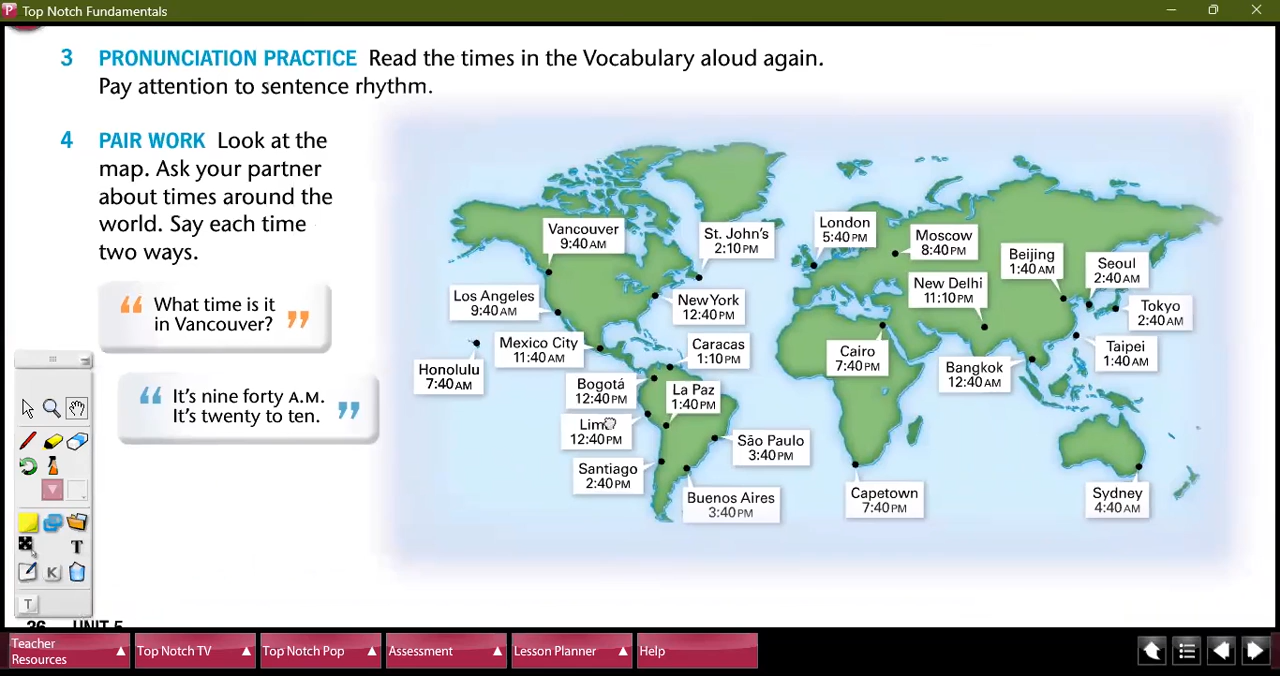 Top Notch Fundamentals
3 PRONUNCIATION PRACTICE Read the times in the Vocabulary aloud again.
Pay attention to sentence rhythm.
4 PAIR WORK Look at the
map. Ask your partner
about times around the
world. Say each time
two ways.
“ What time is it
in Vancouver? ”
“ It's nine forty A.M.
It's twenty to ten. ”
Vancouver
9:40 AM
St. John's
2:10 PM
London
5:40 PM
Moscow
8:40 PM
Beijing
1:40 AM
Seoul
2:40 AM
Los Angeles
9:40 AM
New York
12:40 PM
New Delhi
11:10 PM
Tokyo
2:40 AM
Honolulu
7:40 AM
Mexico City
11:40 AM
Caracas
1:10 PM
Cairo
7:40 PM
Bangkok
12:40 AM
Taipei
1:40 AM
Bogotá
12:40 PM
La Paz
1:40 PM
Lima
12:40 PM
São Paulo
3:40 PM
Santiago
2:40 PM
Buenos Aires
3:40 PM
Capetown
7:40 PM
Sydney
4:40 AM
T
K
T
26 UNIT 5
Teacher
Resources
Top Notch TV
Top Notch Pop
Assessment
Lesson Planner
Help